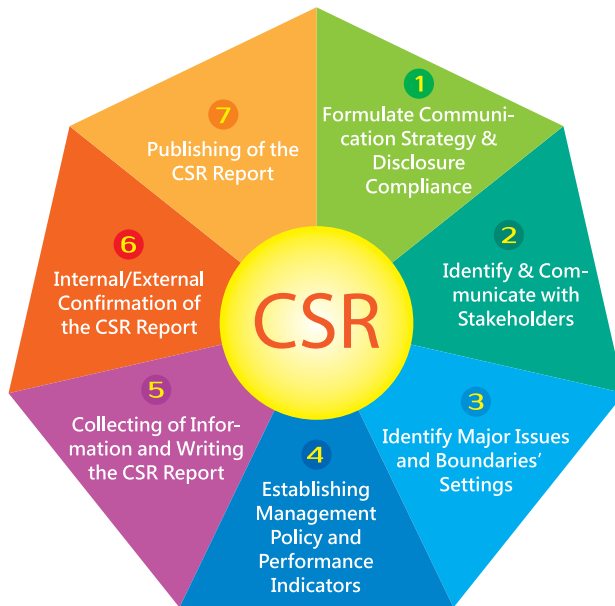 1
Formulate Communi-
cation Strategy &
Disclosure
Compliance
2
Identify & Com-
municate with
Stakeholders
3
Identify Major Issues
and Boundaries'
Settings
4
Establishing
Management
Policy and
Performance
Indicators
5
Collecting of Infor-
mation and Writing
the CSR Report
6
Internal/External
Confirmation of
the CSR Report
7
Publishing of the
CSR Report
CSR